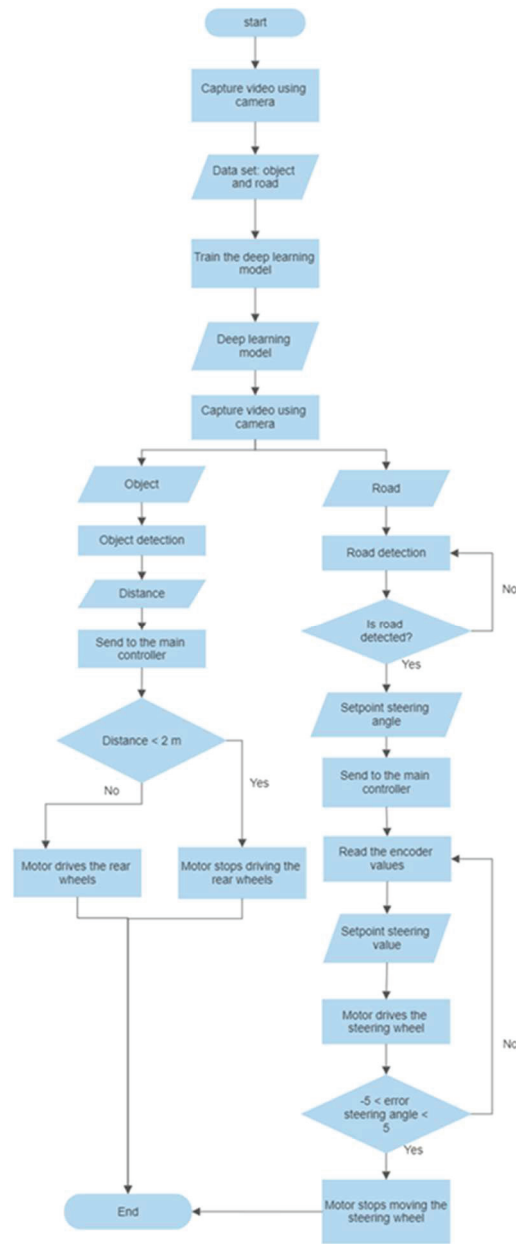 start
Capture video using
camera
Data set: object
and road
Train the deep learning
model
Deep learning
model
Capture video using
camera
Object
Object detection
Distance
Send to the main
controller
Distance < 2 m
No
Yes
Motor drives the rear
wheels
Motor stops driving the
rear wheels
Road
Road detection
No
Is road
detected?
Yes
Setpoint steering
angle
Send to the main
controller
Read the encoder
values
Setpoint steering
value
Motor drives the
steering wheel
No
-5 < error
steering angle <
5
Yes
Motor stops moving the
steering wheel
End